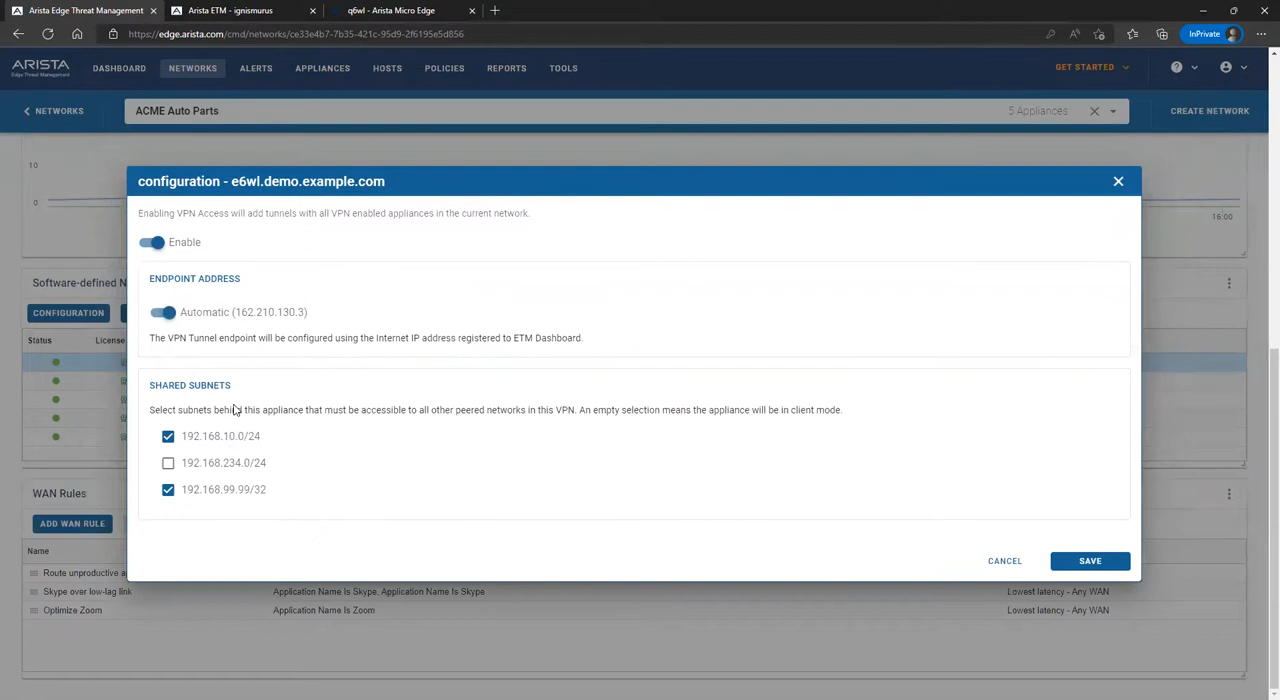 Arista Edge Threat Management
Arista ETM - ignismurus
q6wl - Arista Micro Edge
https://edge.arista.com/cmd/networks/ce33e4b7-7b35-421c-95d9-2f6195e5d856
InPrivate
ARISTA
Edge Threat Management
DASHBOARD
NETWORKS
ALERTS
APPLIANCES
HOSTS
POLICIES
REPORTS
TOOLS
GET STARTED
NETWORKS
ACME Auto Parts
5 Appliances
CREATE NETWORK
10
0
16:00
configuration - e6wl.demo.example.com
Enabling VPN Access will add tunnels with all VPN enabled appliances in the current network.
Enable
ENDPOINT ADDRESS
Automatic (162.210.130.3)
The VPN Tunnel endpoint will be configured using the Internet IP address registered to ETM Dashboard.
SHARED SUBNETS
Select subnets behind this appliance that must be accessible to all other peered networks in this VPN. An empty selection means the appliance will be in client mode.
192.168.10.0/24
192.168.234.0/24
192.168.99.99/32
CANCEL
SAVE
Software-defined N
CONFIGURATION
Status
License
WAN Rules
ADD WAN RULE
Name
Route unproductive a
Skype over low-lag link
Application Name Is Skype, Application Name Is Skype
Lowest latency - Any WAN
Optimize Zoom
Application Name Is Zoom
Lowest latency - Any WAN